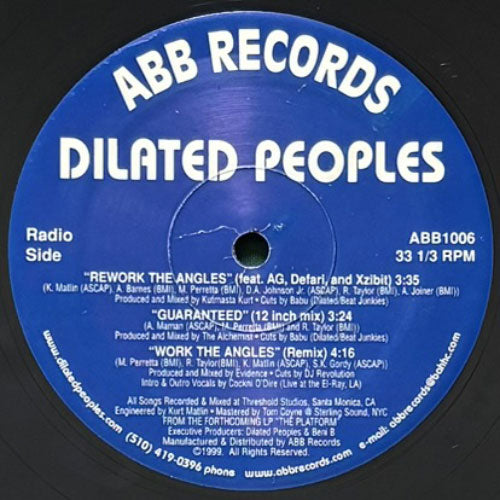 ABB RECORDS
DILATED PEOPLES
Radio
Side
ABB1006
33 1/3 RPM
"REWORK THE ANGLES" (feat. AG, Defari, and Xzibit) 3:35
(K. Matlin (ASCAP), A. Barnes (BMI), M. Perretta (BMI), D.A. Johnson Jr. (ASCAP), R. Taylor (BMI), A. Joiner (BMI))
Produced and Mixed by Kutmasta Kurt • Cuts by Babu (Dilated/Beat Junkies)
"GUARANTEED" (12 inch mix) 3:24
A. Maman (ASCAP), M. Perretta (BMI) and R. Taylor (BMI))
Produced and Mixed by The Alchemist • Cuts by Babu (Dilated/Beat Junkies)
"WORK THE ANGLES" (Remix) 4:16
(M. Perretta (BMI), R. Taylor(BMI), K. Matlin (ASCAP), S.K. Gordy (ASCAP))
Produced and Mixed by Evidence • Cuts by DJ Revolution
Intro & Outro Vocals by Cockni O'Dire (Live at the El-Ray, LA)
All Songs Recorded & Mixed at Threshold Studios, Santa Monica, CA
Engineered by Kurt Matlin • Mastered by Tom Coyne @ Sterling Sound, NYC
FROM THE FORTHCOMING LP "THE PLATFORM"
Executive Producers: Dilated Peoples & Beni B
Manufactured & Distributed by ABB Records
©1999. All Rights Reserved.
www.dilatedpeoples.com (510) 419-0396 phone www.abbrecords.com e-mail: abbrecords@bothc.com